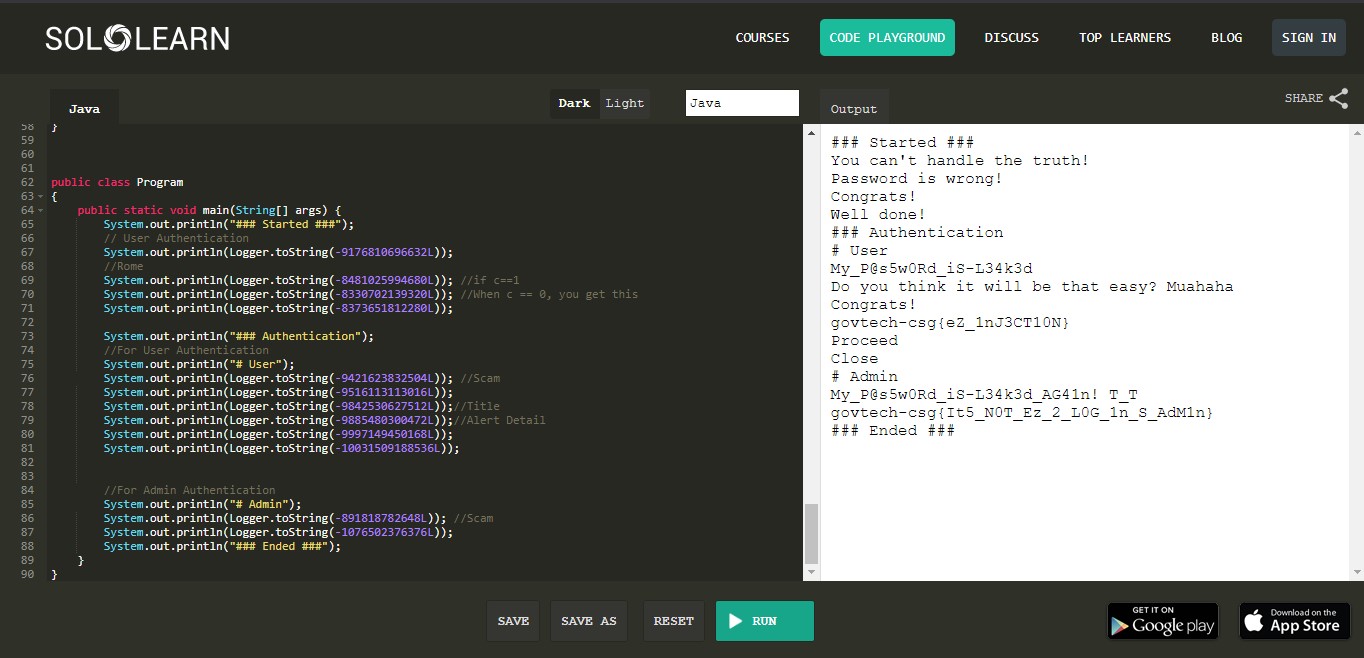 SOLOLEARN
COURSES
CODE PLAYGROUND
DISCUSS
TOP LEARNERS
BLOG
SIGN IN
Java
Dark
Light
Java
Output
SHARE
58 }
59
60
61
62 public class Program
63 {
64 public static void main(String[] args) {
65 System.out.println("### Started ###");
66 // User Authentication
67 System.out.println(Logger.toString(-9176810696632L));
68 //Rome
69 System.out.println(Logger.toString(-8481025994680L)); //if c==1
70 System.out.println(Logger.toString(-8330702139320L)); //When c == 0, you get this
71 System.out.println(Logger.toString(-8373651812280L));
72
73 System.out.println("### Authentication");
74 //For User Authentication
75 System.out.println("# User");
76 System.out.println(Logger.toString(-9421623832504L)); //Scam
77 System.out.println(Logger.toString(-9516113113016L));
78 System.out.println(Logger.toString(-9842530627512L));//Title
79 System.out.println(Logger.toString(-9885480300472L));//Alert Detail
80 System.out.println(Logger.toString(-9997149450168L));
81 System.out.println(Logger.toString(-10031509188536L));
82
83
84 //For Admin Authentication
85 System.out.println("# Admin");
86 System.out.println(Logger.toString(-891818782648L)); //Scam
87 System.out.println(Logger.toString(-1076502376376L));
88 System.out.println("### Ended ###");
89 }
90 }
### Started ###
You can't handle the truth!
Password is wrong!
Congrats!
Well done!
### Authentication
# User
My_P@s5w0Rd_iS-L34k3d
Do you think it will be that easy? Muahaha
Congrats!
govtech-csg{eZ_1nJ3CT10N}
Proceed
Close
# Admin
My_P@s5w0Rd_iS-L34k3d_AG41n! T_T
govtech-csg{It5_N0T_Ez_2_L0G_1n_S_AdM1n}
### Ended ###
SAVE
SAVE AS
RESET
RUN
GET IT ON
Google play
Download on the
App Store